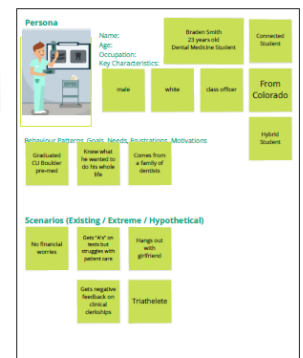 Persona
Name:
Age:
Occupation:
Key Characteristics:
Braden Smith
23 years old
Dental Medicine Student
Connected
Student
male
white
class officer
From
Colorado
Behaviour Patterns, Goals, Needs, Frustrations, Motivations
Hybrid
Student
Graduated
CU Boulder
pre-med
Knew what
he wanted to
do his whole
life
Comes from
a family of
dentists
Scenarios (Existing / Extreme / Hypothetical)
No financial
worries
Gets "A's" on
tests but
struggles with
patient care
Hangs out
with
girlfriend
Gets negative
feedback on
clinical
clerkships
Triathelete